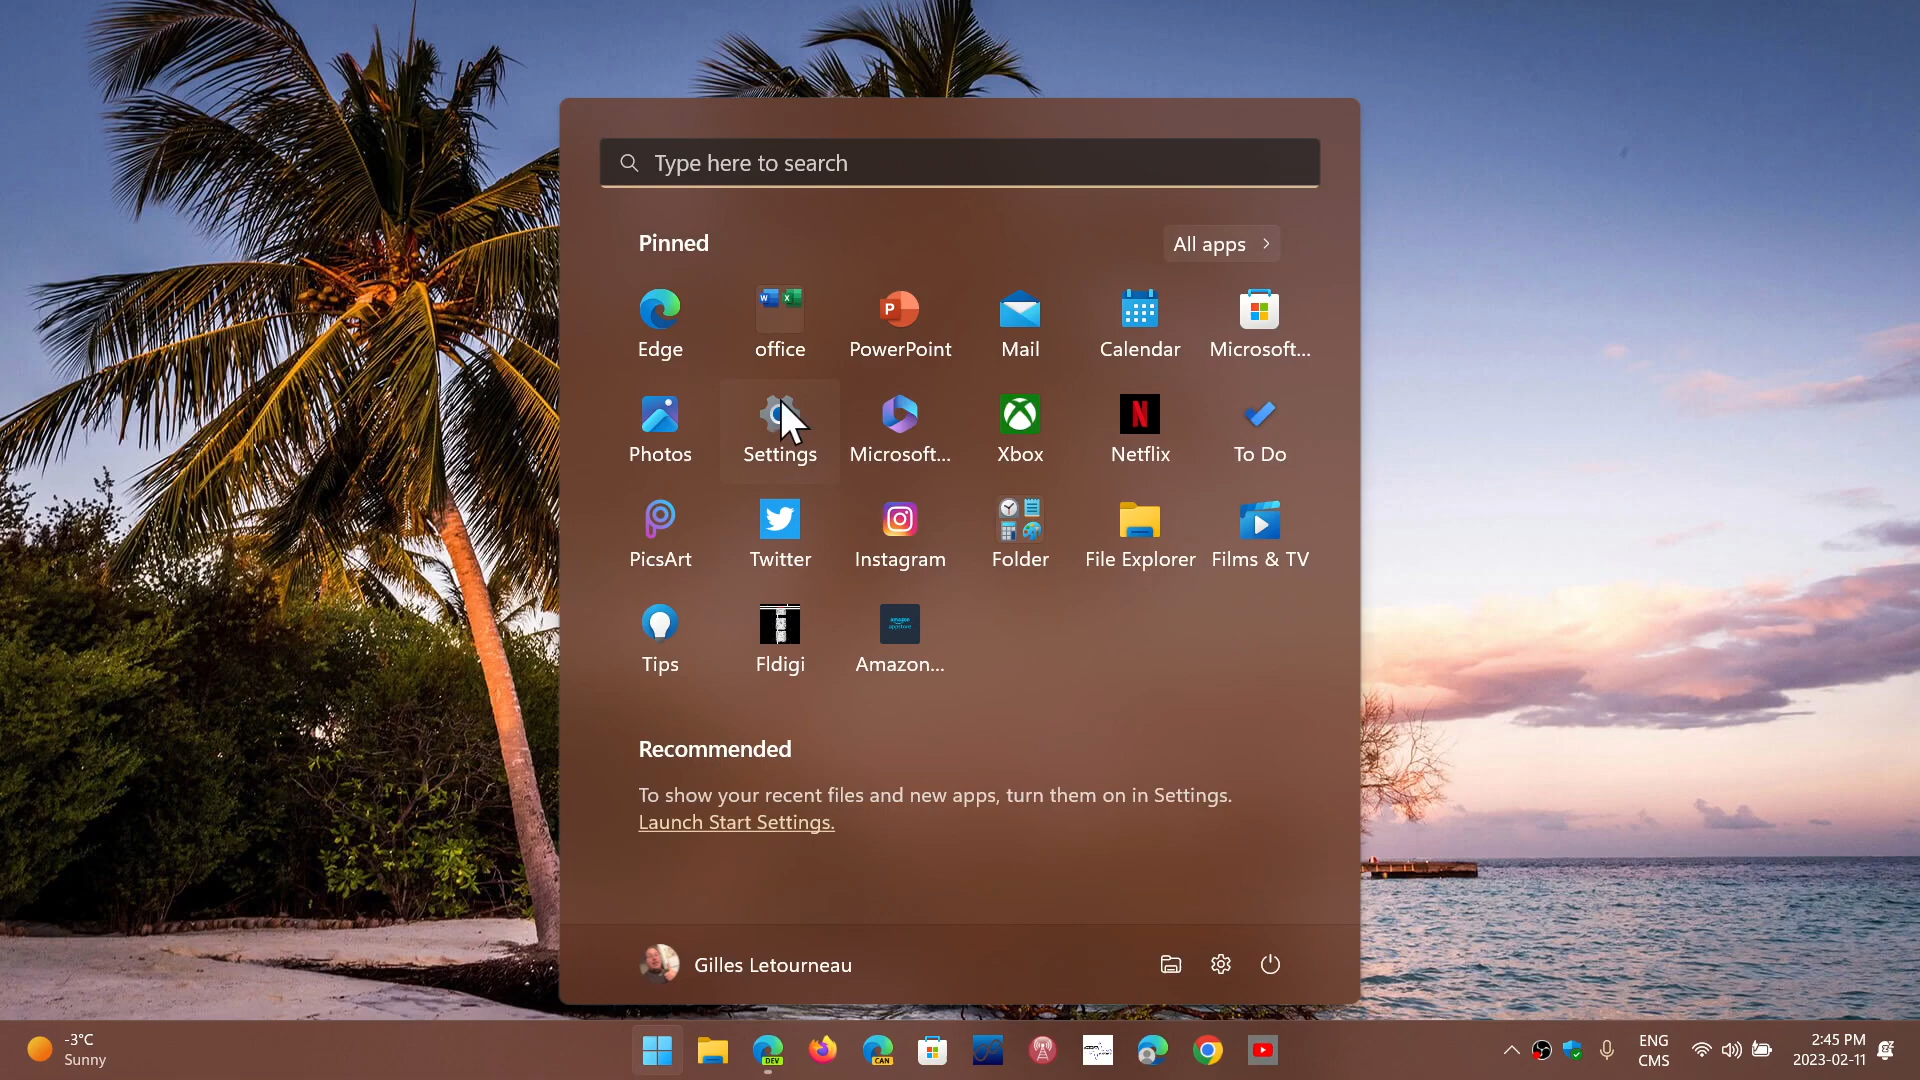 Type here to search
Pinned
All apps
Edge
office
PowerPoint
Mail
Calendar
Microsoft...
Photos
Settings
Microsoft...
Xbox
Netflix
To Do
PicsArt
Twitter
Instagram
Folder
File Explorer
Films & TV
Tips
Fldigi
Amazon...
Recommended
To show your recent files and new apps, turn them on in Settings.
Launch Start Settings.
Gilles Letourneau
-3°C
Sunny
DEV
CAN
ENG
CMS
2:45 PM
2023-02-11